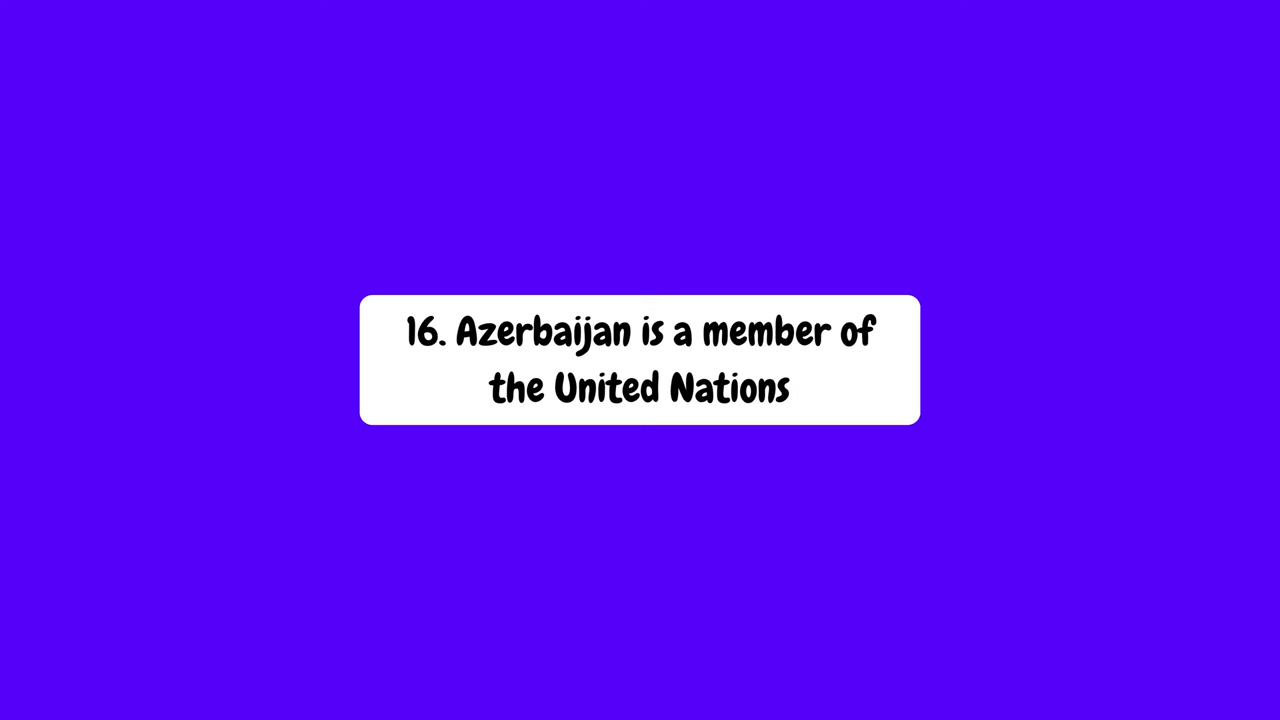 16. Azerbaijan is a member of
the United Nations